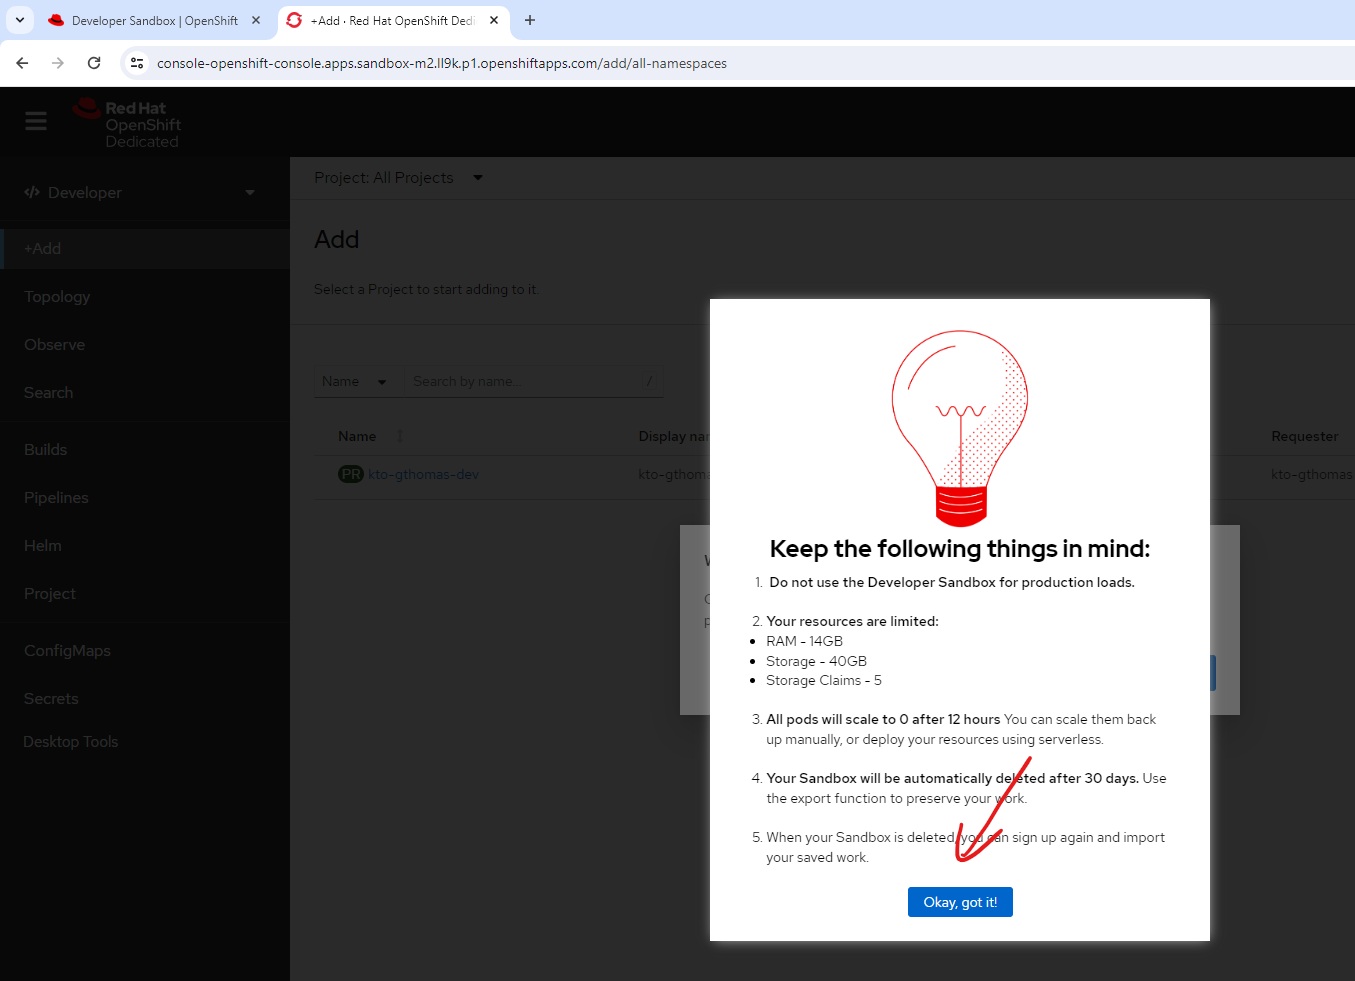 Developer Sandbox | OpenShift
+Add · Red Hat OpenShift Dedi
console-openshift-console.apps.sandbox-m2.ll9k.p1.openshiftapps.com/add/all-namespaces
Red Hat
OpenShift
Dedicated
Developer
+Add
Topology
Observe
Search
Builds
Pipelines
Helm
Project
ConfigMaps
Secrets
Desktop Tools
Project: All Projects
Add
Select a Project to start adding to it.
Name
Search by name...
/
Name
Display nar
Requester
PR kto-gthomas-dev
kto-gthoma
kto-gthomas
Keep the following things in mind:
1. Do not use the Developer Sandbox for production loads.
2. Your resources are limited:
• RAM - 14GB
• Storage - 40GB
• Storage Claims - 5
3. All pods will scale to 0 after 12 hours You can scale them back
up manually, or deploy your resources using serverless.
4. Your Sandbox will be automatically deleted after 30 days. Use
the export function to preserve your work.
5. When your Sandbox is deleted, you can sign up again and import
your saved work.
Okay, got it!